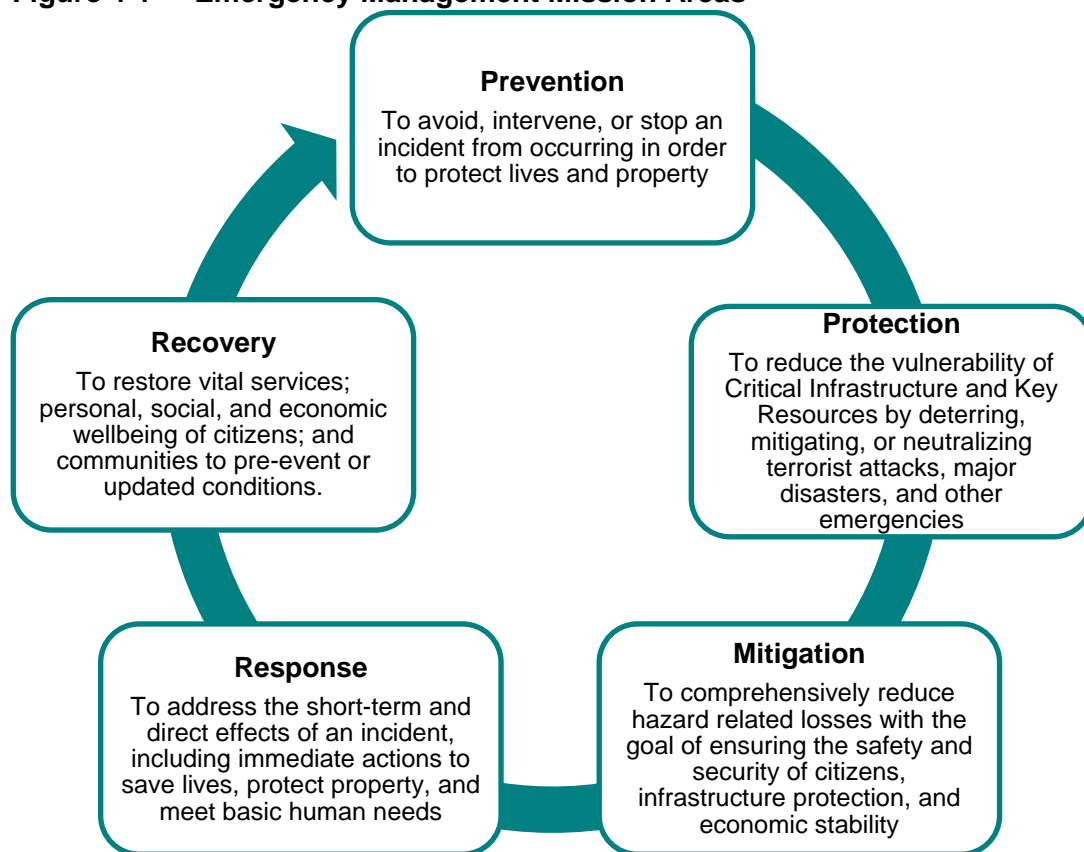 Figure Emergency Management Mission Areas
Prevention
To avoid, intervene, or stop an
incident from occurring in order
to protect lives and property
Protection
To reduce the vulnerability of
Critical Infrastructure and Key
Resources by deterring,
mitigating, or neutralizing
terrorist attacks, major
disasters, and other
emergencies
Mitigation
To comprehensively reduce
hazard related losses with the
goal of ensuring the safety and
security of citizens,
infrastructure protection, and
economic stability
Response
To address the short-term and
direct effects of an incident,
including immediate actions to
save lives, protect property, and
meet basic human needs
Recovery
To restore vital services;
personal, social, and economic
wellbeing of citizens; and
communities to pre-event or
updated conditions.